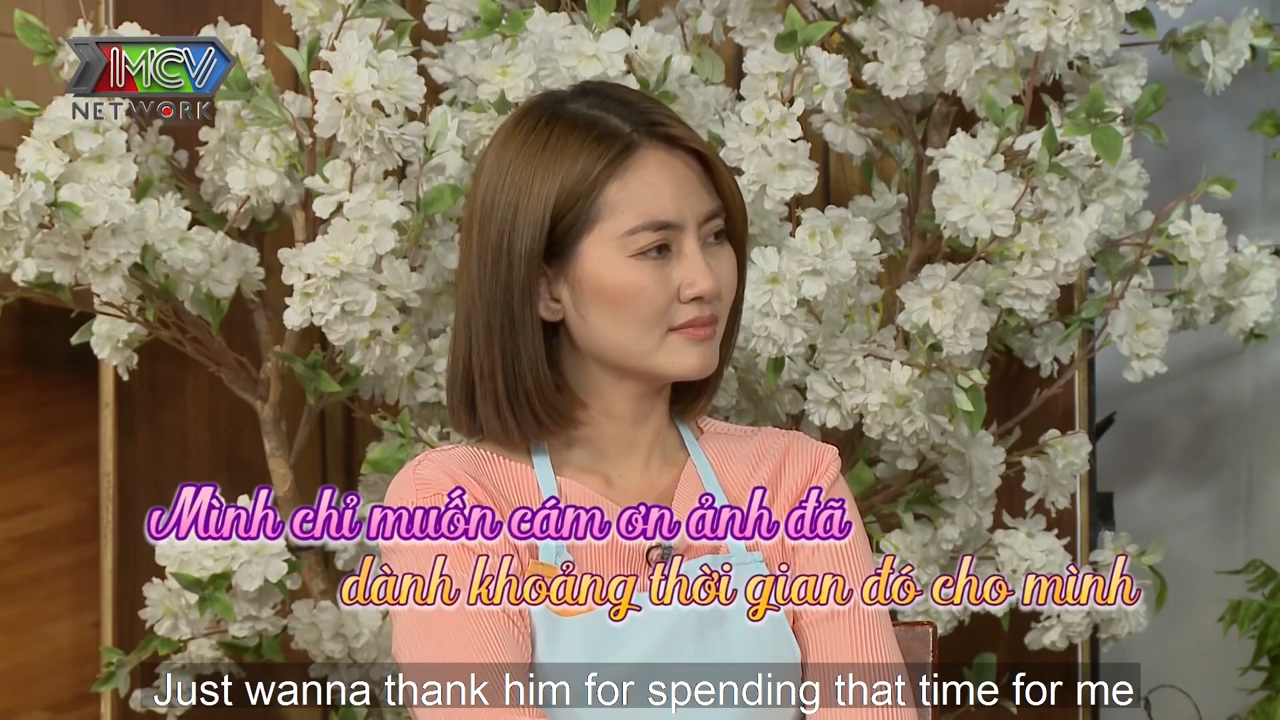 MCV
NETWORK
Mình chỉ muốn cám ơn ảnh đã
dành khoảng thời gian đó cho mình
Just wanna thank him for spending that time for me